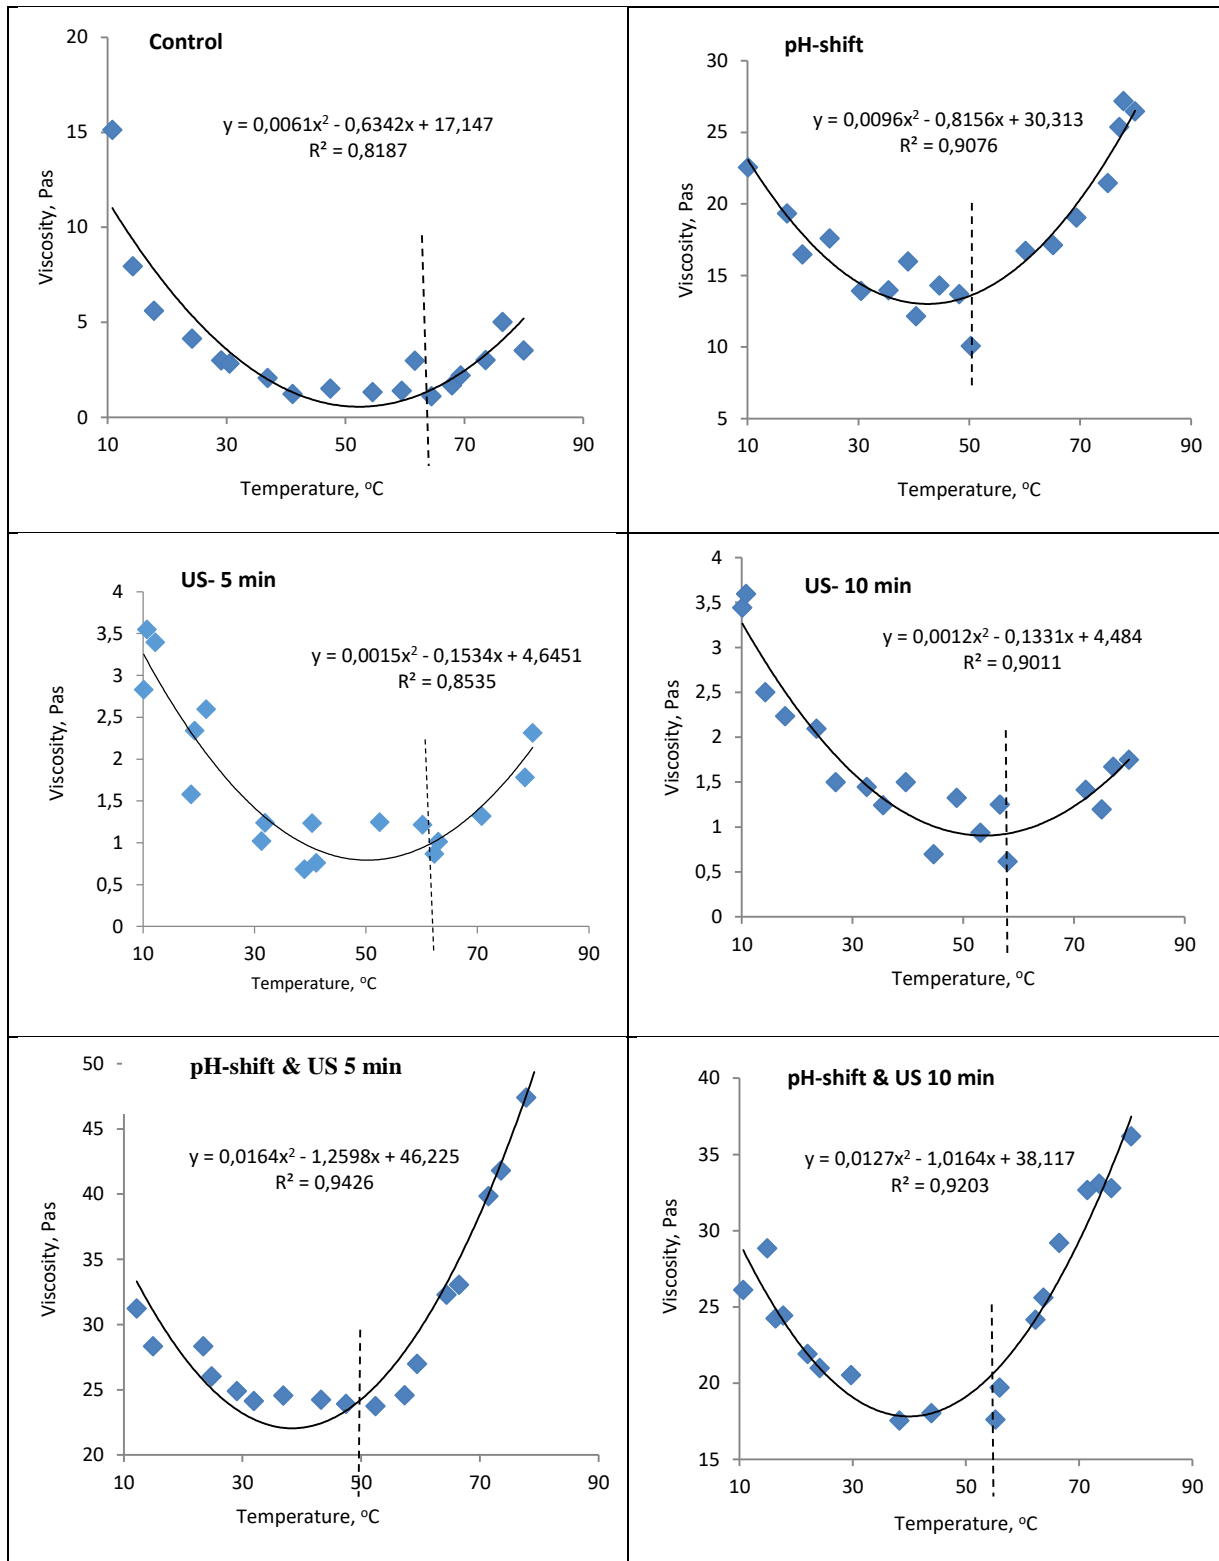 Control
y = 0,0061x² - 0,6342x + 17,147
R² = 0,8187
Viscosity, Pas
20
15
10
5
0
10 30 50 70 90
Temperature, °C
pH-shift
y = 0,0096x² - 0,8156x + 30,313
R² = 0,9076
Viscosity, Pas
30
25
20
15
10
5
10 30 50 70 90
Temperature, °C
US- 5 min
y = 0,0015x² - 0,1534x + 4,6451
R² = 0,8535
Viscosity, Pas
4
3,5
3
2,5
2
1,5
1
0,5
0
10 30 50 70 90
Temperature, °C
US- 10 min
y = 0,0012x² - 0,1331x + 4,484
R² = 0,9011
Viscosity, Pas
4
3,5
3
2,5
2
1,5
1
0,5
0
10 30 50 70 90
Temperature, °C
pH-shift & US 5 min
y = 0,0164x² - 1,2598x + 46,225
R² = 0,9426
Viscosity, Pas
50
45
40
35
30
25
20
10 30 50 70 90
Temperature, °C
pH-shift & US 10 min
y = 0,0127x² - 1,0164x + 38,117
R² = 0,9203
Viscosity, Pas
40
35
30
25
20
15
10 30 50 70 90
Temperature, °C